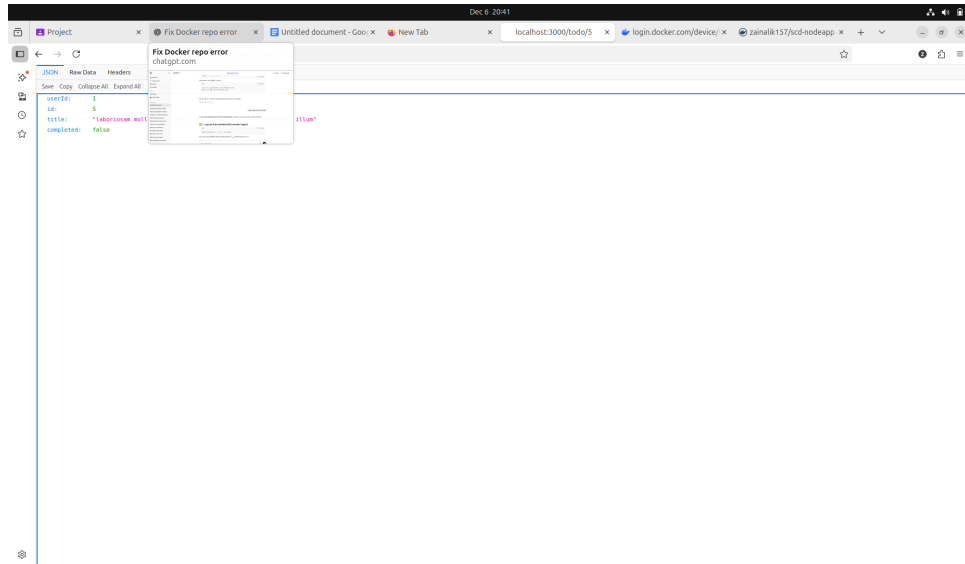 Dec 6 20:41
Project
Fix Docker repo error
Untitled document - Goo
New Tab
localhost:3000/todo/5
login.docker.com/device/
zainalik157/scd-nodeapp
Fix Docker repo error
chatgpt.com
2
JSON Raw Data Headers
Save Copy Collapse All Expand All
userId: 1
id: 5
title: "laboriosam mol illum"
completed: false